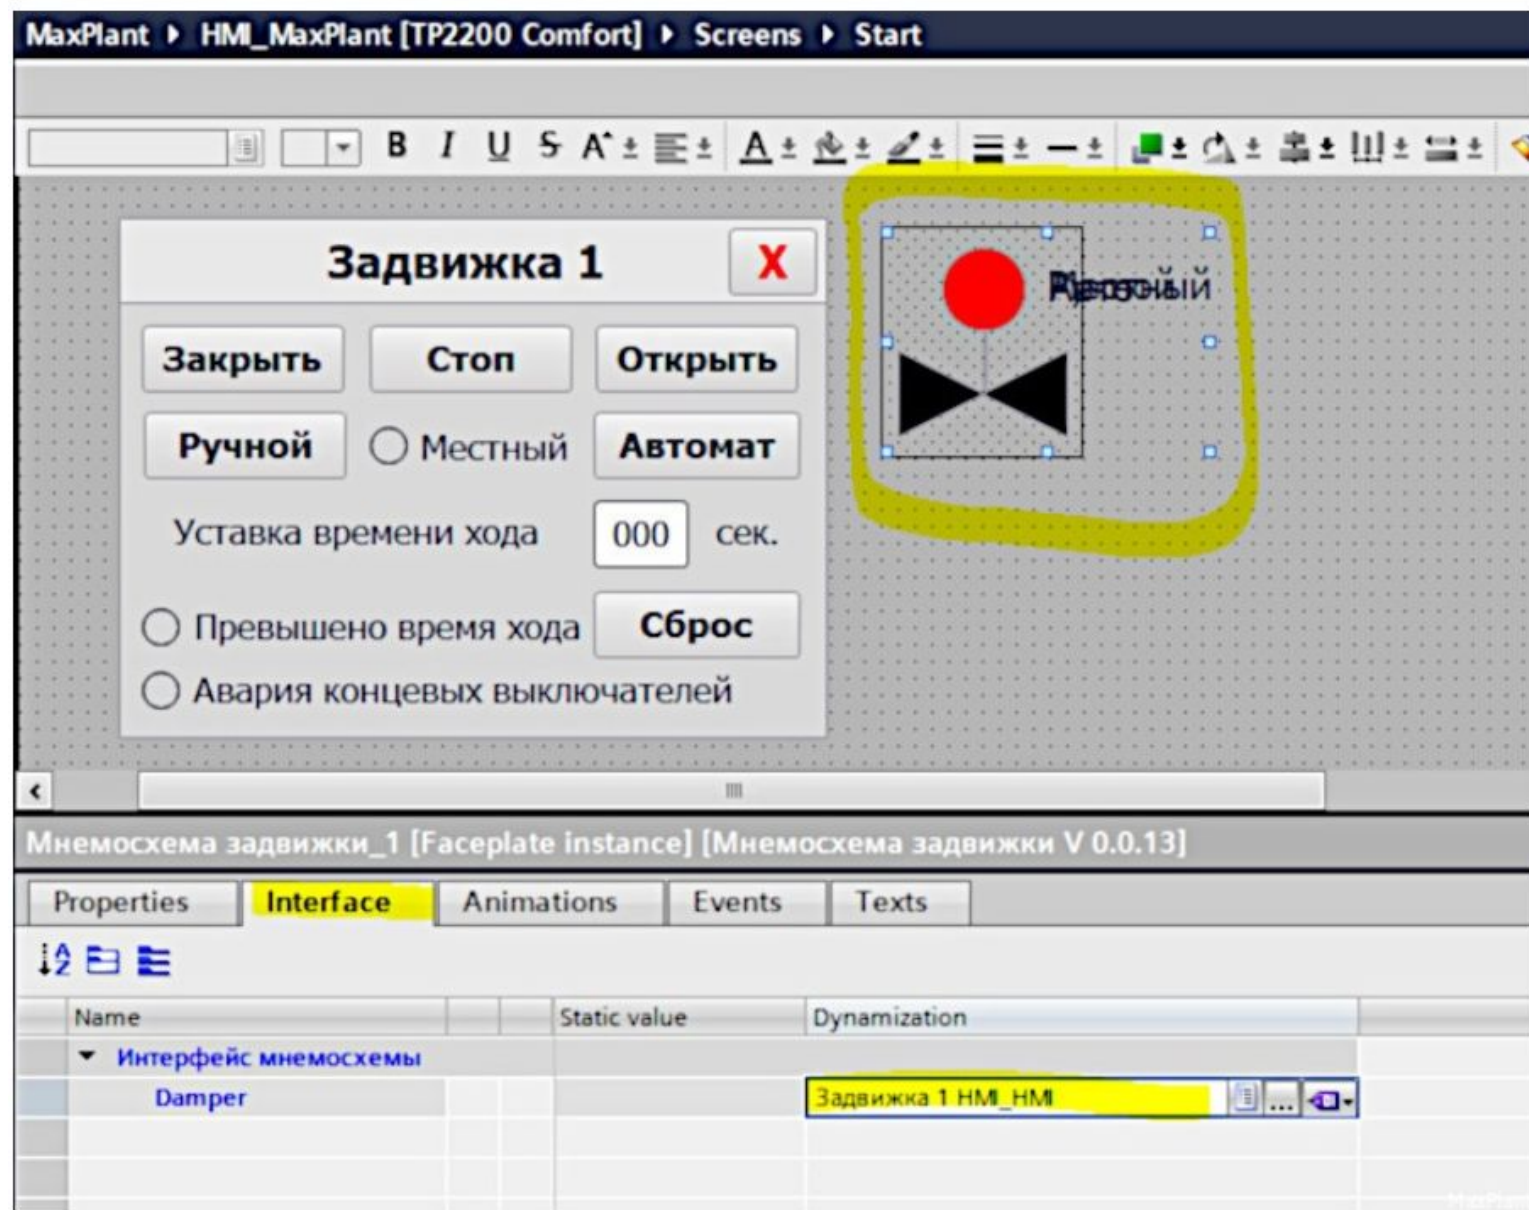 MaxPlant ▸ HMI_MaxPlant [TP2200 Comfort] ▸ Screens ▸ Start
B I U S A A
Задвижка 1 X
Закрыть Стоп Открыть
Ручной Местный Автомат
Уставка времени хода 000 сек.
Превышено время хода Сброс
Авария концевых выключателей
Мнемосхема задвижки_1 [Faceplate instance] [Мнемосхема задвижки V 0.0.13]
Properties Interface Animations Events Texts
Name Static value Dynamization
Интерфейс мнемосхемы
Damper Задвижка 1 HMI_HMI ...